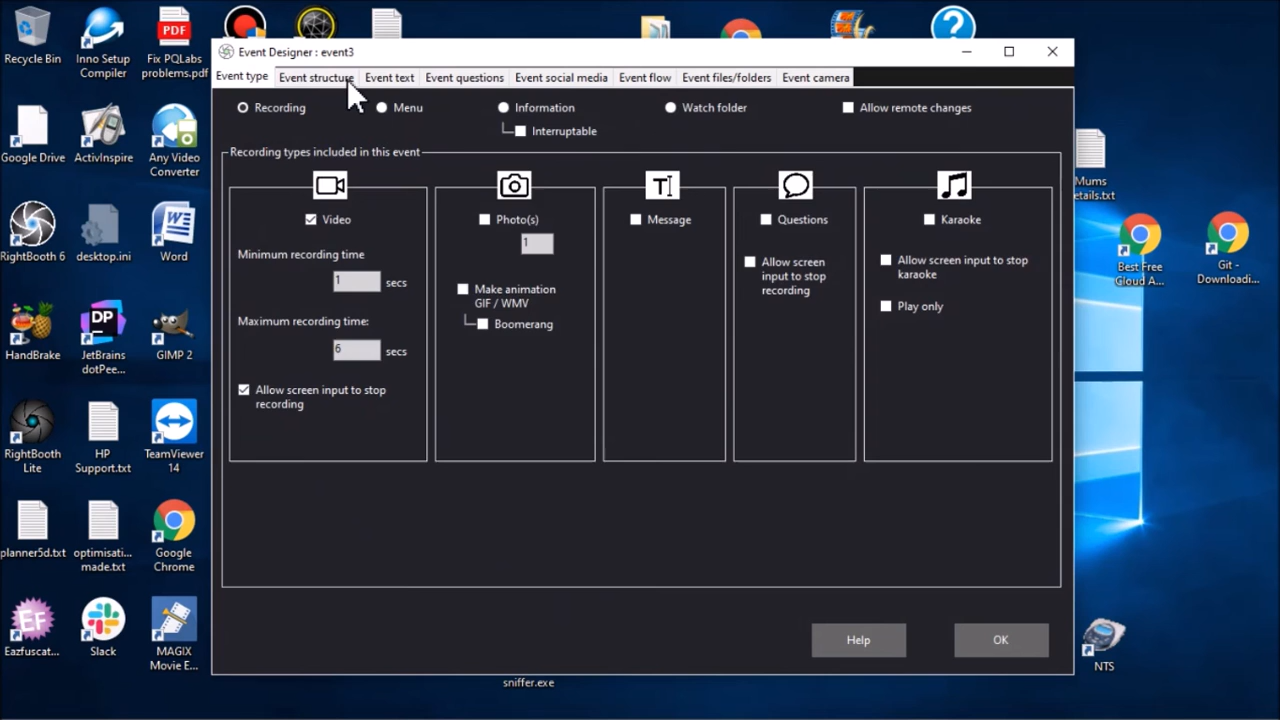 Recycle Bin
Inno Setup
Compiler
PDF
Fix PQLabs
problems.pdf
Event Designer : event3
Event type
Event structure
Event text
Event questions
Event social media
Event flow
Event files/folders
Event camera
Recording
Menu
Information
Watch folder
Allow remote changes
Interruptable
Recording types included in this event
Video
Photo(s)
Message
Questions
Karaoke
1
Minimum recording time
1 secs
Maximum recording time:
6 secs
Allow screen input to stop
recording
Make animation
GIF / WMV
Boomerang
Allow screen
input to stop
recording
Allow screen input to stop
karaoke
Play only
Help
OK
Google Drive
ActivInspire
Any Video
Converter
RightBooth 6
desktop.ini
Word
HandBrake
DP
JetBrains
dotPee...
GIMP 2
RightBooth
Lite
HP
Support.txt
TeamViewer
14
planner5d.txt
optimisati...
made.txt
Google
Chrome
EF
Eazfuscat...
Slack
MAGIX
Movie E...
Mums
etails.txt
Best Free
Cloud A...
Git -
Downloadi...
NTS
sniffer.exe